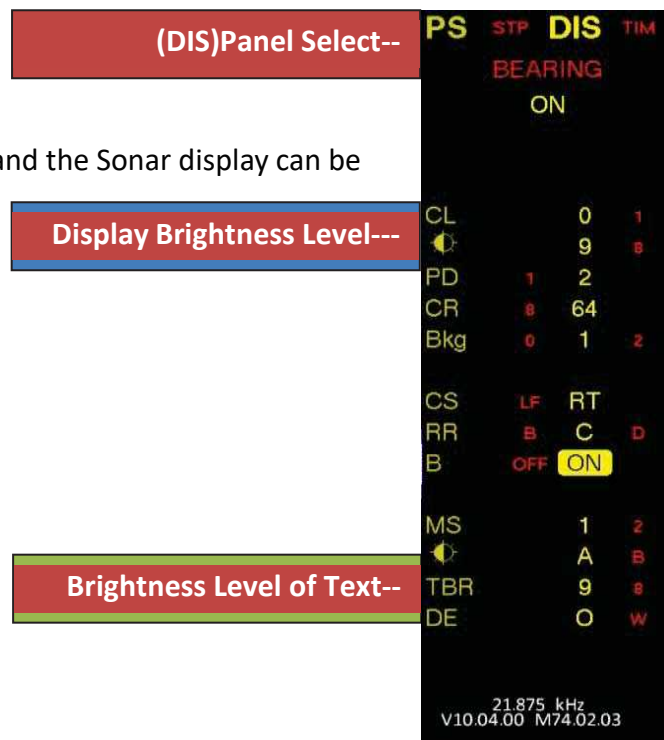 (DIS)Panel Select--
PS STP DIS TIM
BEARING
ON
and the Sonar display can be
CL 0 1
Display Brightness Level---
9 8
PD 1 2
CR 8 64
Bkg 0 1 2
CS LF RT
RR B C D
B OFF ON
MS 1 2
A B
Brightness Level of Text--
TBR 9 8
DE O W
21.875 kHz
V10.04.00 M74.02.03